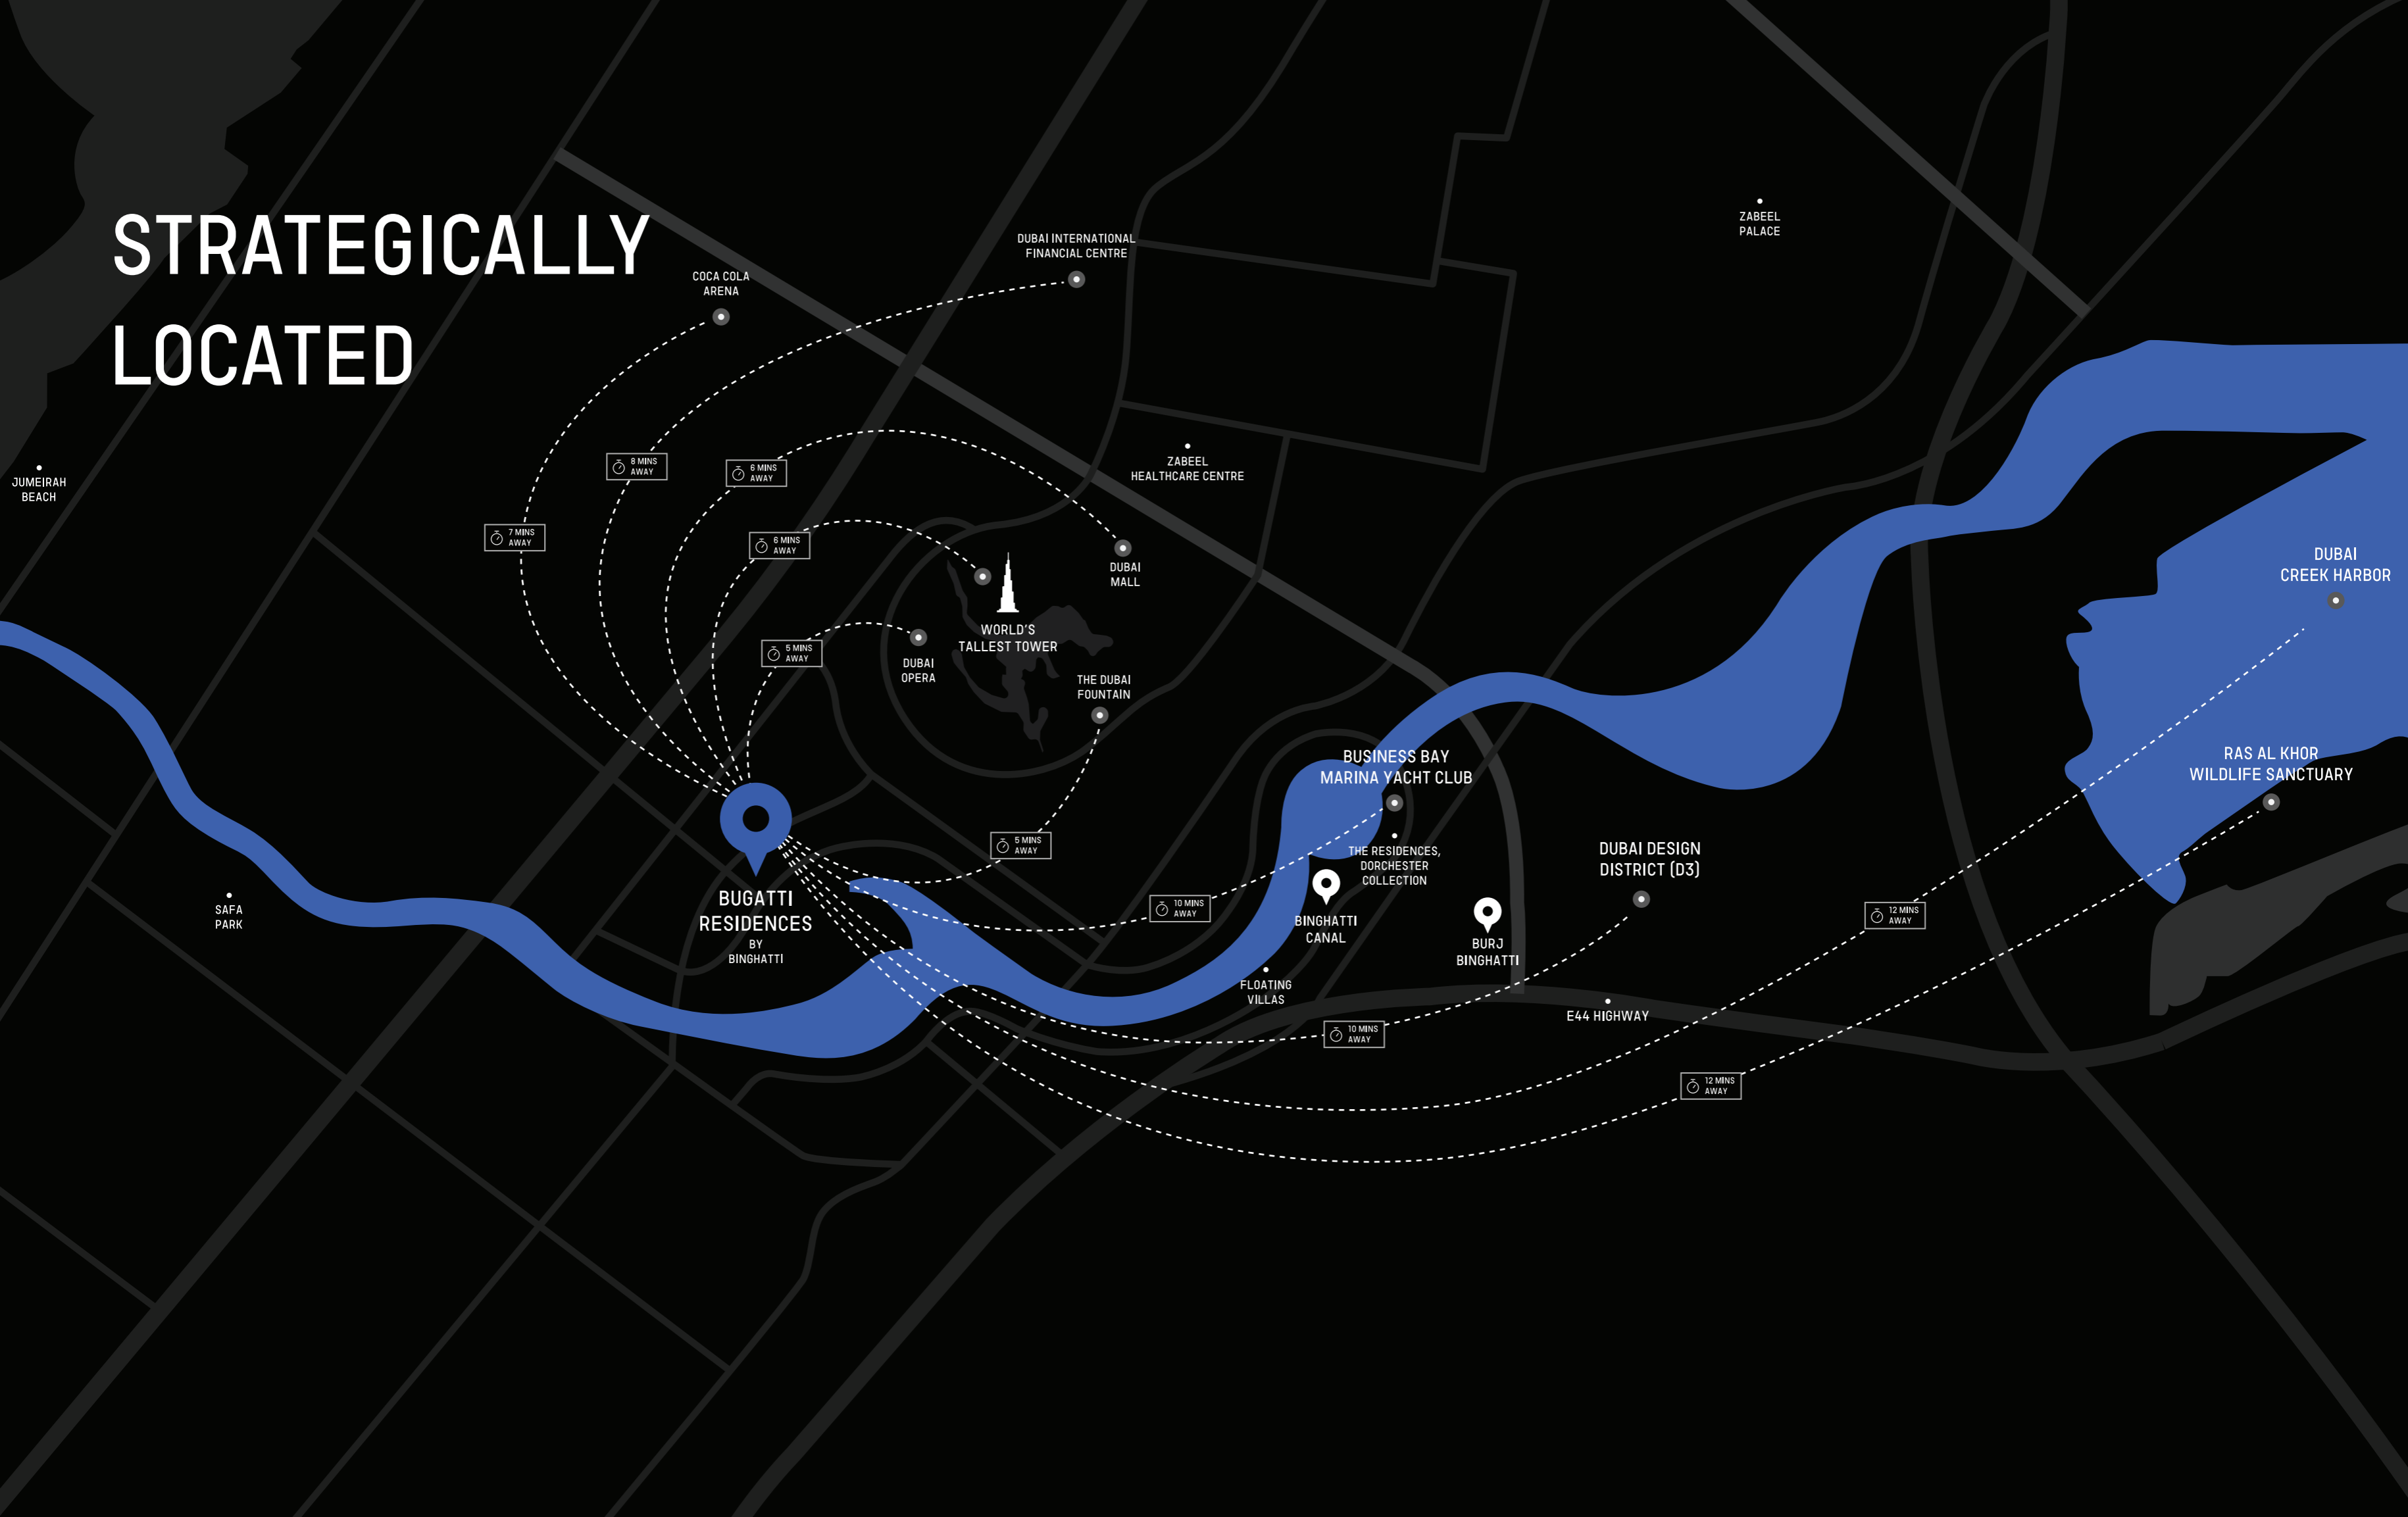 STRATEGICALLY
LOCATED
ZABEEL
PALACE
DUBAI INTERNATIONAL
FINANCIAL CENTRE
COCA COLA
ARENA
8 MINS
AWAY
6 MINS
AWAY
ZABEEL
HEALTHCARE CENTRE
JUMEIRAH
BEACH
7 MINS
AWAY
6 MINS
AWAY
DUBAI
MALL
DUBAI
CREEK HARBOR
WORLD'S
TALLEST TOWER
5 MINS
AWAY
DUBAI
OPERA
THE DUBAI
FOUNTAIN
BUSINESS BAY
MARINA YACHT CLUB
RAS AL KHOR
WILDLIFE SANCTUARY
5 MINS
AWAY
THE RESIDENCES,
DORCHESTER
COLLECTION
DUBAI DESIGN
DISTRICT (D3)
BUGATTI
RESIDENCES
BY
BINGHATTI
SAFA
PARK
10 MINS
AWAY
BINGHATTI
CANAL
BURJ
BINGHATTI
12 MINS
AWAY
FLOATING
VILLAS
E44 HIGHWAY
10 MINS
AWAY
12 MINS
AWAY